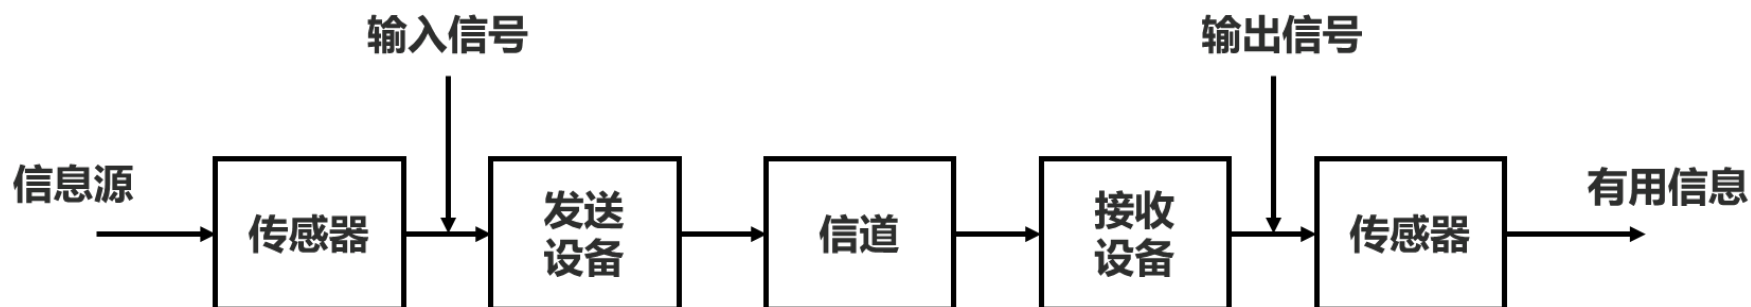 输入信号
输出信号
信息源
传感器
发送
设备
信道
接收
设备
传感器
有用信息